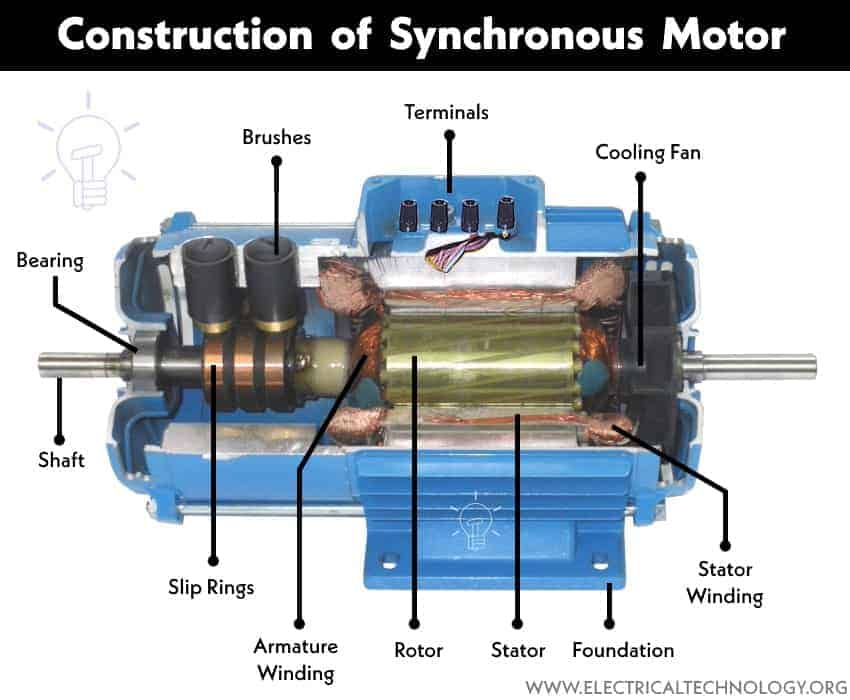 Construction of Synchronous Motor
Terminals
Brushes
Cooling Fan
Bearing
Shaft
Slip Rings
Stator
Winding
Armature
Winding
Rotor
Stator
Foundation
WWW.ELECTRICALTECHNOLOGY.ORG